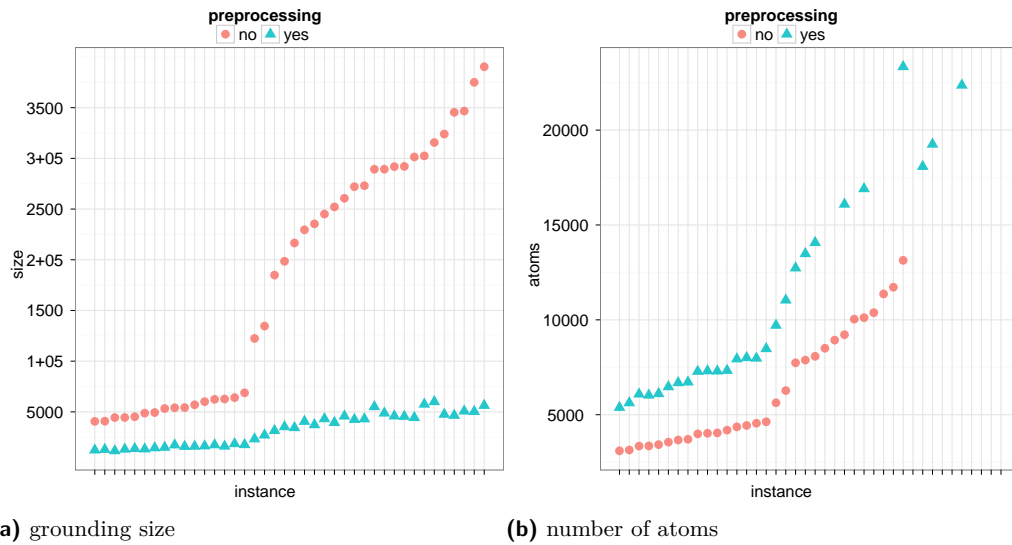 preprocessing
no yes
3500
3+05
2500
2+05
1500
1+05
5000
size
instance
preprocessing
no yes
20000
15000
10000
5000
atoms
instance
a) grounding size
(b) number of atoms